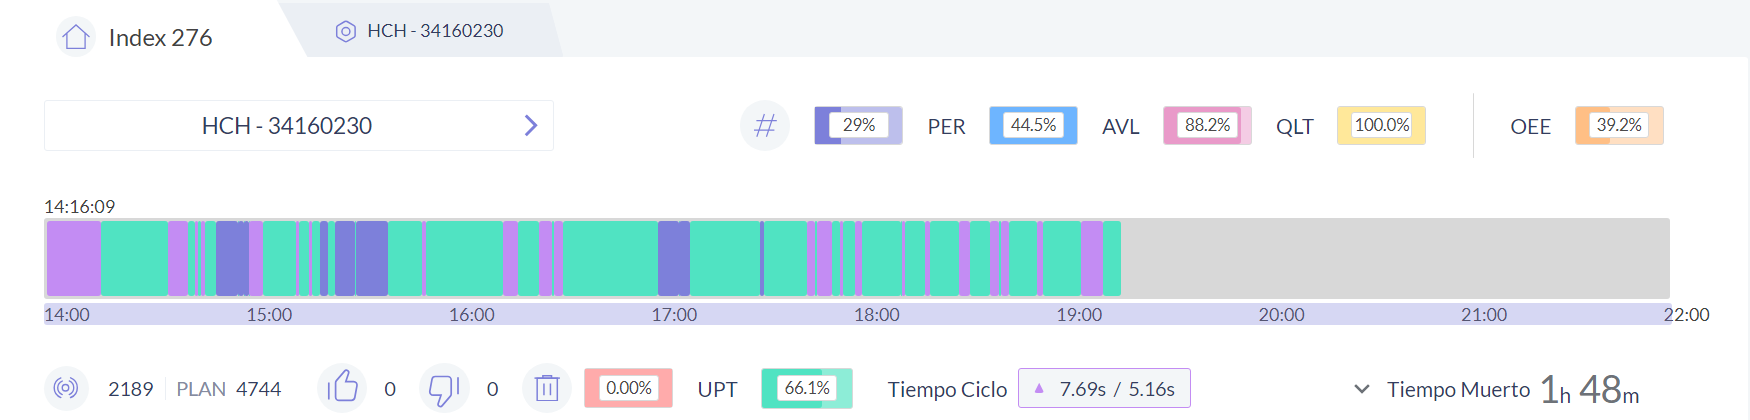 Index 276
HCH - 34160230
HCH - 34160230
# 29% PER 44.5% AVL 88.2% QLT 100.0% OEE 39.2%
14:16:09
14:00 15:00 16:00 17:00 18:00 19:00 20:00 21:00 22:00
2189 PLAN 4744 0 0 0.00% UPT 66.1% Tiempo Ciclo 7.69s / 5.16s Tiempo Muerto 1h 48m